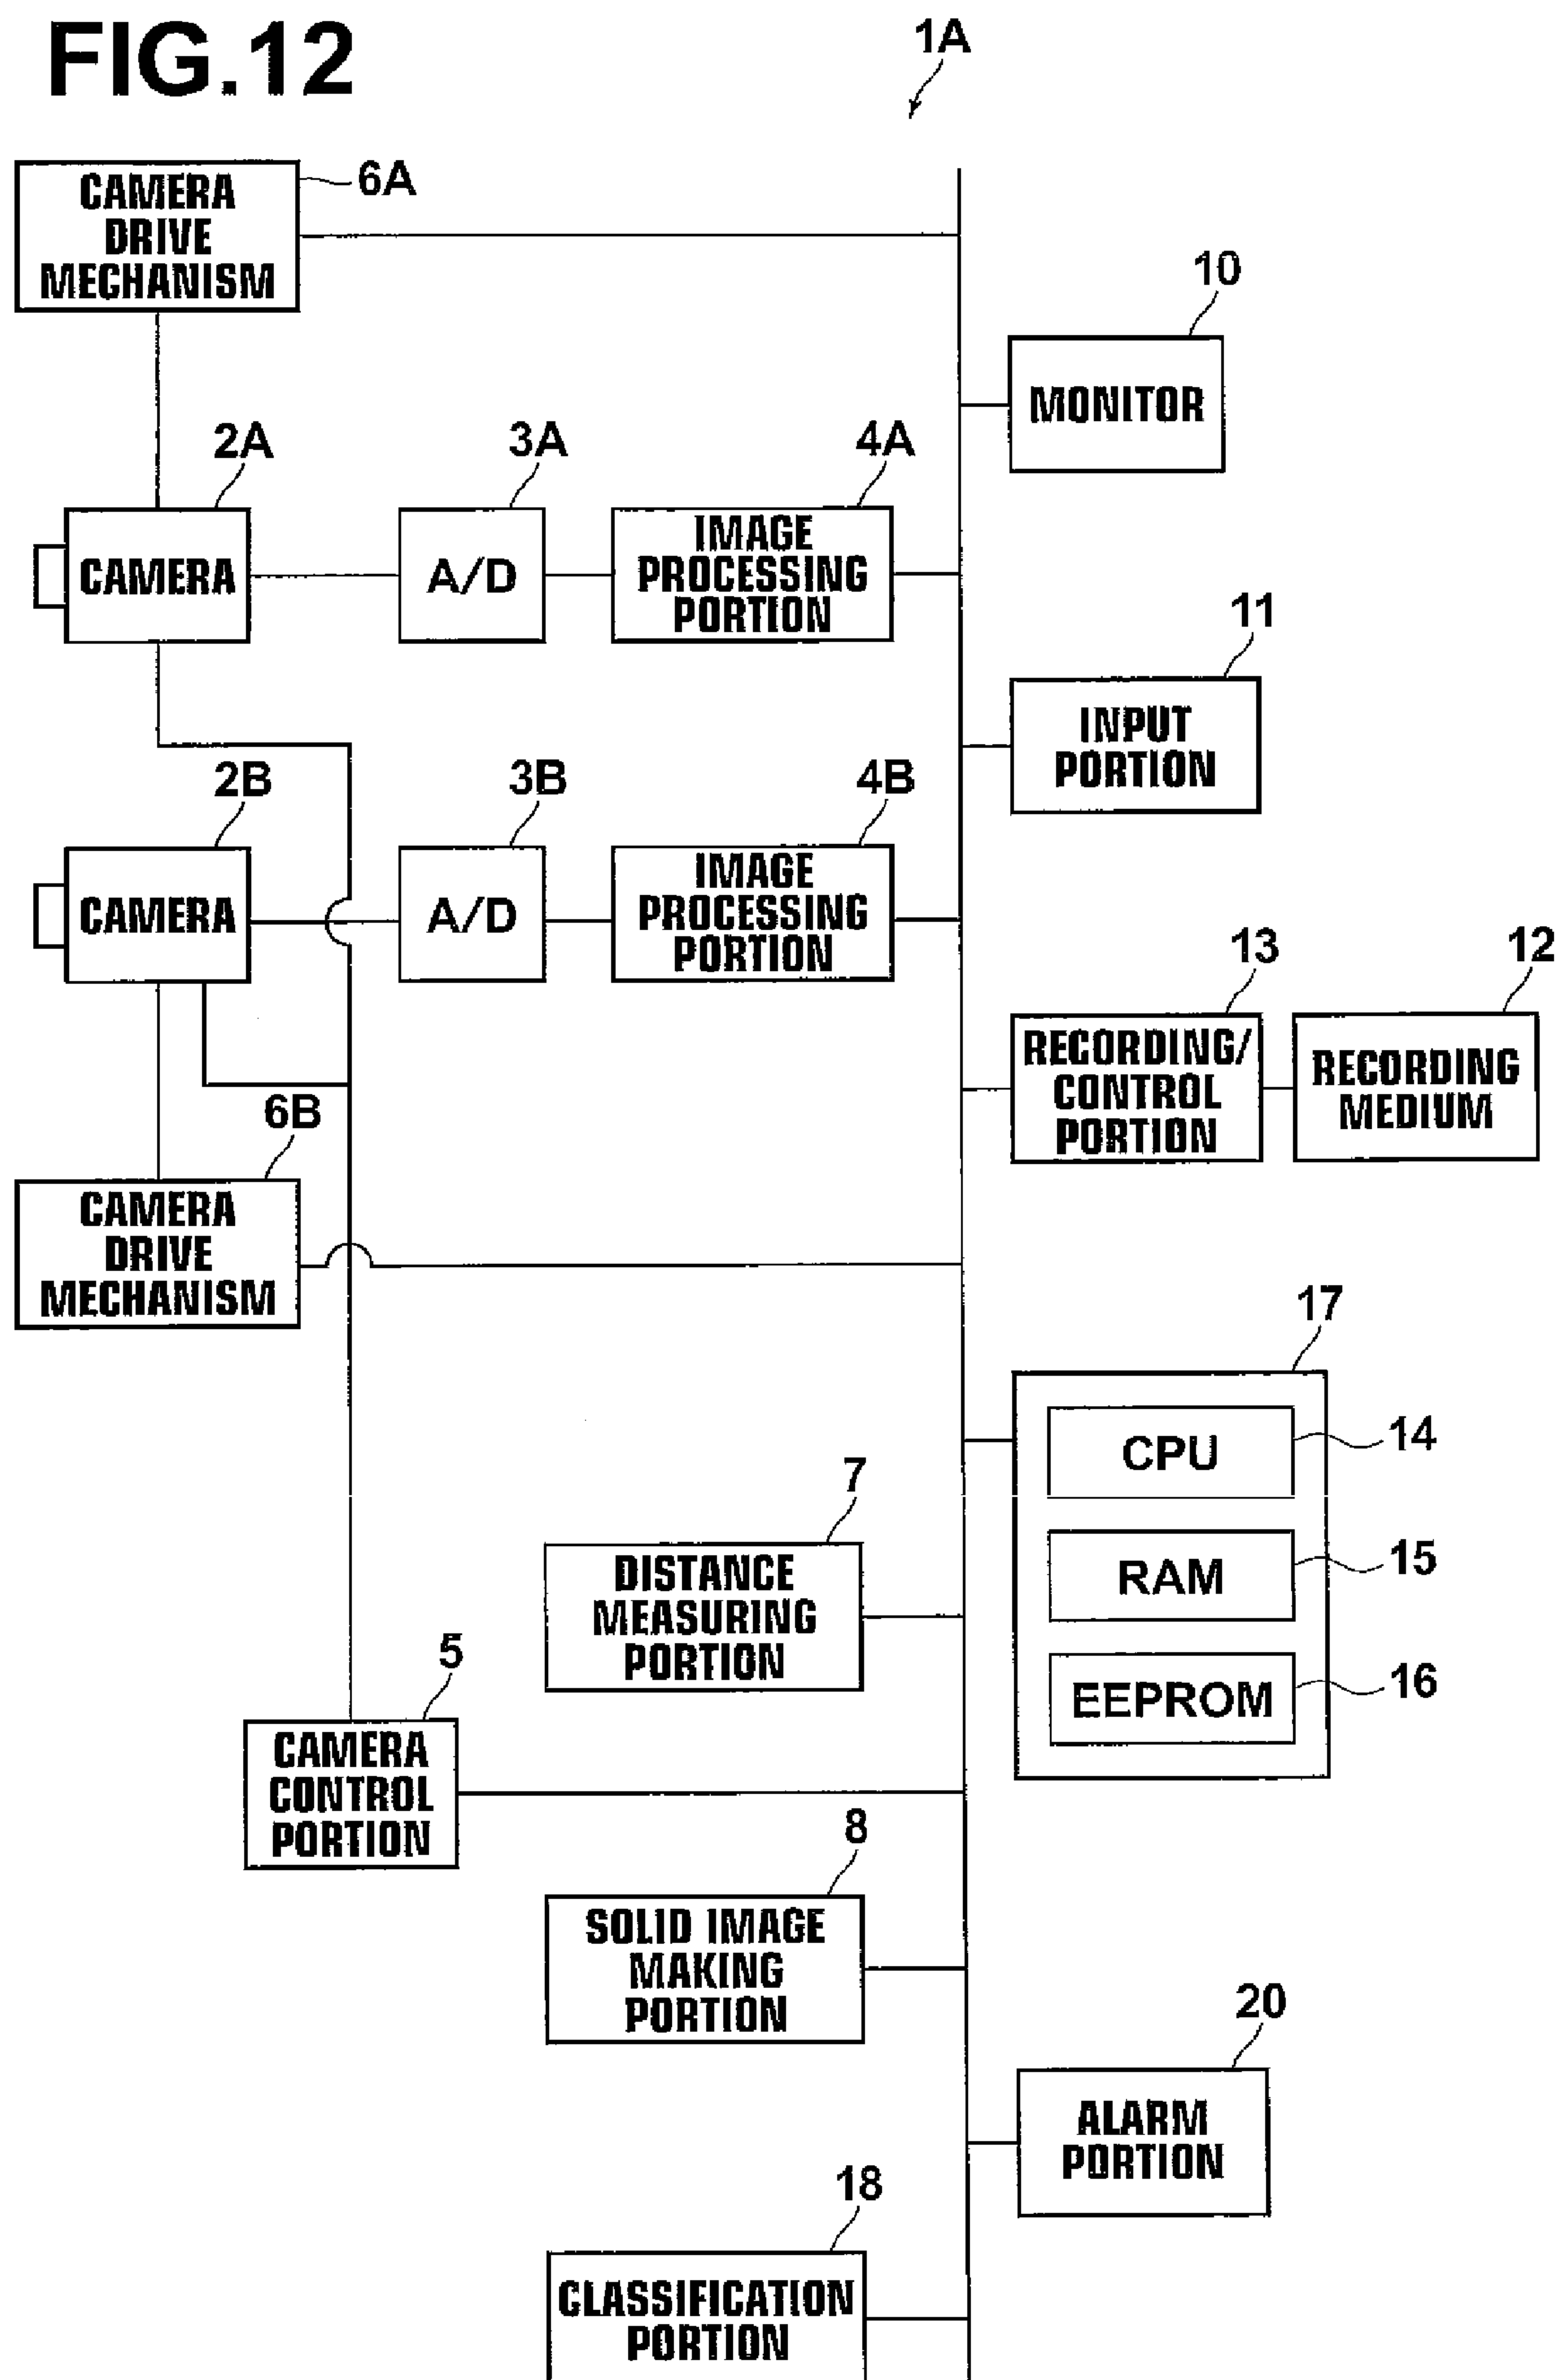 FIG.12
1A
CAMERA
DRIVE
MECHANISM
6A
10
MONITOR
2A
CAMERA
3A
A/D
4A
IMAGE
PROCESSING
PORTION
11
INPUT
PORTION
2B
CAMERA
3B
A/D
4B
IMAGE
PROCESSING
PORTION
13
RECORDING/
CONTROL
PORTION
12
RECORDING
MEDIUM
6B
CAMERA
DRIVE
MECHANISM
17
CPU
14
RAM
15
EEPROM
16
7
DISTANCE
MEASURING
PORTION
5
CAMERA
CONTROL
PORTION
8
SOLID IMAGE
MAKING
PORTION
20
ALARM
PORTION
18
CLASSIFICATION
PORTION